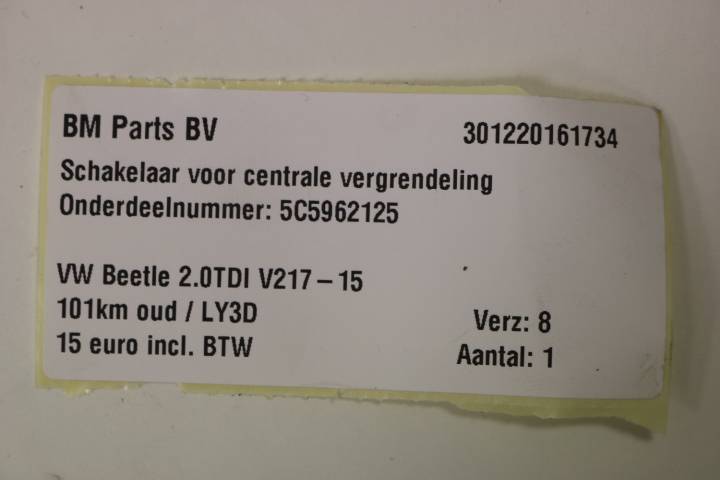 BM Parts BV 301220161734
Schakelaar voor centrale vergrendeling
Onderdeelnummer: 5C5962125
VW Beetle 2.0TDI V217-15
101km oud / LY3D Verz: 8
15 euro incl. BTW Aantal: 1